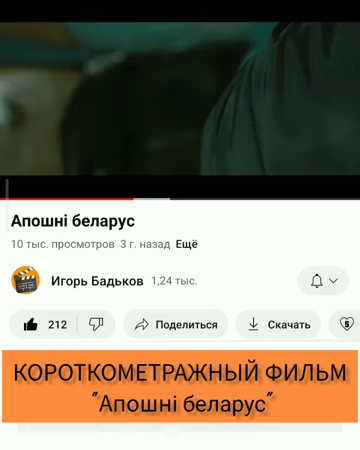 Апошні беларус
10 тыс. просмотров 3 г. назад Ещё
Игорь Бадьков 1,24 тыс.
212 Поделиться Скачать
КОРОТКОМЕТРАЖНЫЙ ФИЛЬМ
"Апошні беларус"